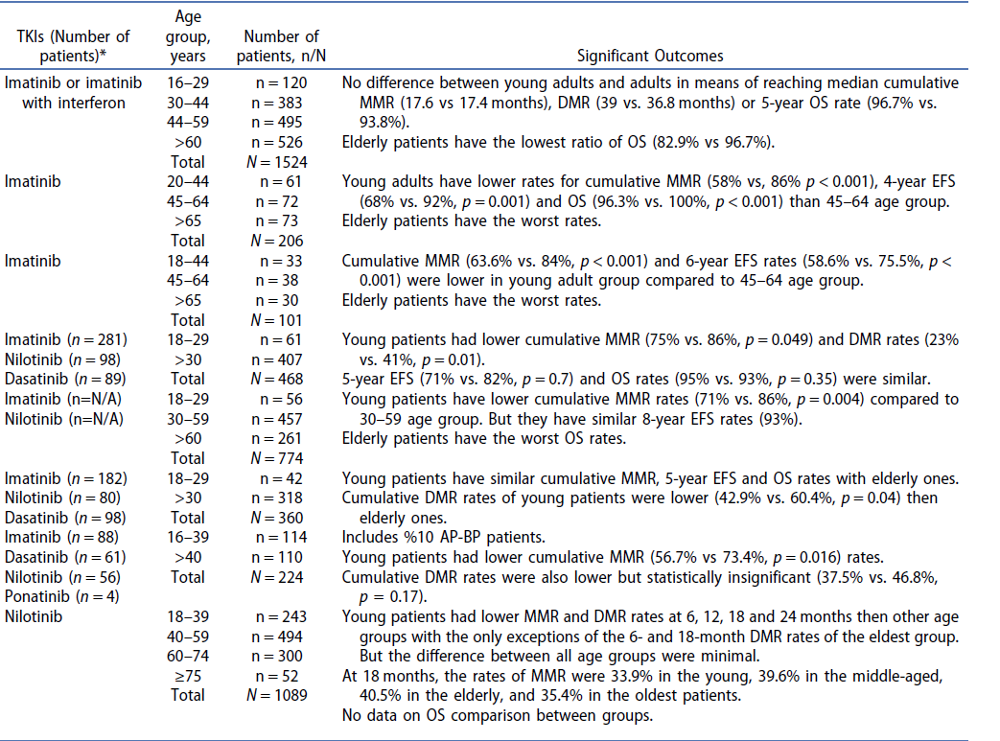 TKIs (Number of patients)* Age group, years Number of patients, n/N Significant Outcomes
Imatinib or imatinib 16–29 n = 120 No difference between young adults and adults in means of reaching median cumulative
with interferon 30–44 n = 383 MMR (17.6 vs 17.4 months), DMR (39 vs. 36.8 months) or 5-year OS rate (96.7% vs.
44–59 n = 495 93.8%).
>60 n = 526 Elderly patients have the lowest ratio of OS (82.9% vs 96.7%).
Total N = 1524
Imatinib 20–44 n = 61 Young adults have lower rates for cumulative MMR (58% vs, 86% p < 0.001), 4-year EFS
45–64 n = 72 (68% vs. 92%, p = 0.001) and OS (96.3% vs. 100%, p < 0.001) than 45–64 age group.
>65 n = 73 Elderly patients have the worst rates.
Total N = 206
Imatinib 18–44 n = 33 Cumulative MMR (63.6% vs. 84%, p < 0.001) and 6-year EFS rates (58.6% vs. 75.5%, p <
45–64 n = 38 0.001) were lower in young adult group compared to 45–64 age group.
>65 n = 30 Elderly patients have the worst rates.
Total N = 101
Imatinib (n = 281) 18–29 n = 61 Young patients had lower cumulative MMR (75% vs. 86%, p = 0.049) and DMR rates (23%
Nilotinib (n = 98) >30 n = 407 vs. 41%, p = 0.01).
Dasatinib (n = 89) Total N = 468 5-year EFS (71% vs. 82%, p = 0.7) and OS rates (95% vs. 93%, p = 0.35) were similar.
Imatinib (n=N/A) 18–29 n = 56 Young patients have lower cumulative MMR rates (71% vs. 86%, p = 0.004) compared to
Nilotinib (n=N/A) 30–59 n = 457 30–59 age group. But they have similar 8-year EFS rates (93%).
>60 n = 261 Elderly patients have the worst OS rates.
Total N = 774
Imatinib (n = 182) 18–29 n = 42 Young patients have similar cumulative MMR, 5-year EFS and OS rates with elderly ones.
Nilotinib (n = 80) >30 n = 318 Cumulative DMR rates of young patients were lower (42.9% vs. 60.4%, p = 0.04) then
Dasatinib (n = 98) Total N = 360 elderly ones.
Imatinib (n = 88) 16–39 n = 114 Includes %10 AP-BP patients.
Dasatinib (n = 61) >40 n = 110 Young patients had lower cumulative MMR (56.7% vs 73.4%, p = 0.016) rates.
Nilotinib (n = 56) Total N = 224 Cumulative DMR rates were also lower but statistically insignificant (37.5% vs. 46.8%,
Ponatinib (n = 4) p = 0.17).
Nilotinib 18–39 n = 243 Young patients had lower MMR and DMR rates at 6, 12, 18 and 24 months then other age
40–59 n = 494 groups with the only exceptions of the 6- and 18-month DMR rates of the eldest group.
60–74 n = 300 But the difference between all age groups were minimal.
≥75 n = 52 At 18 months, the rates of MMR were 33.9% in the young, 39.6% in the middle-aged,
Total N = 1089 40.5% in the elderly, and 35.4% in the oldest patients.
No data on OS comparison between groups.